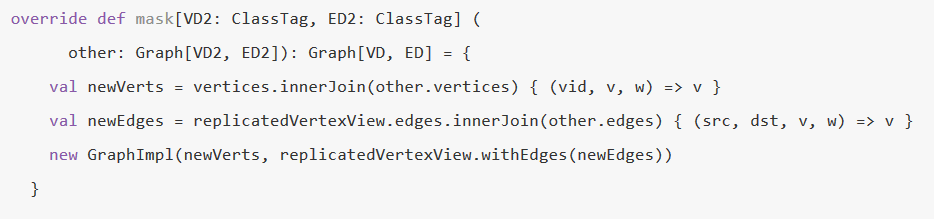 override def mask[VD2: ClassTag, ED2: ClassTag] (
other: Graph[VD2, ED2]): Graph[VD, ED] = {
val newVerts = vertices.innerJoin(other.vertices) { (vid, v, w) => v }
val newEdges = replicatedVertexView.edges.innerJoin(other.edges) { (src, dst, v, w) => v }
new GraphImpl(newVerts, replicatedVertexView.withEdges(newEdges))
}